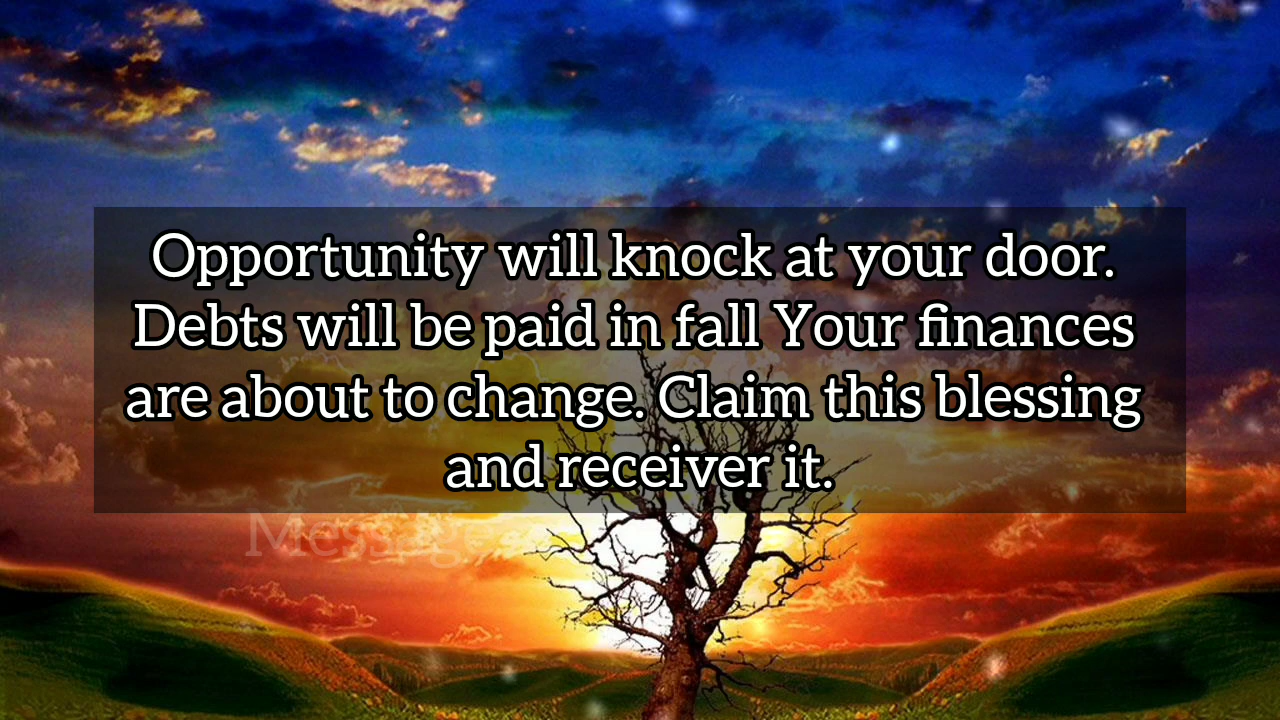 Opportunity will knock at your door.
Debts will be paid in fall Your finances
are about to change. Claim this blessing
and receiver it.